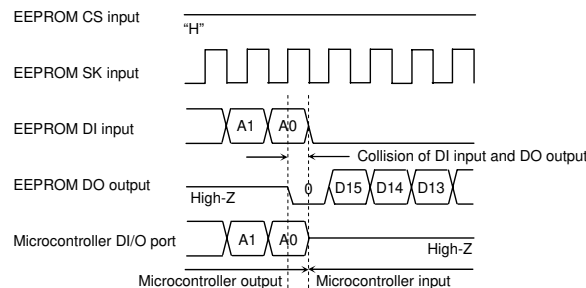 EEPROM CS input
“H”
EEPROM SK input
EEPROM DI input
A1 A0
Collision of DI input and DO output
EEPROM DO output
High-Z
0 D15 D14 D13
Microcontroller DI/O port
A1 A0
High-Z
Microcontroller output Microcontroller input